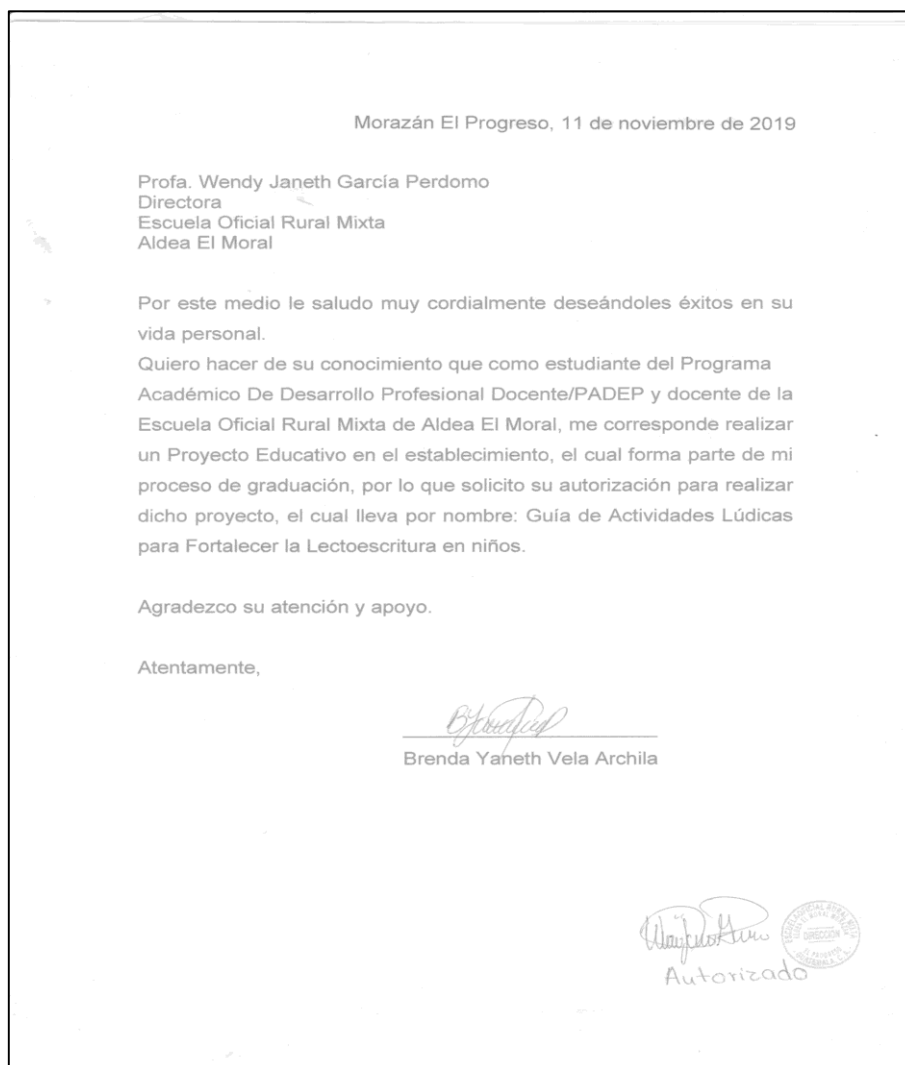 Morazán El Progreso, 11 de noviembre de 2019
Profa. Wendy Janeth García Perdomo
Directora
Escuela Oficial Rural Mixta
Aldea El Moral
Por este medio le saludo muy cordialmente deseándoles éxitos en su
vida personal.
Quiero hacer de su conocimiento que como estudiante del Programa
Académico De Desarrollo Profesional Docente/PADEP y docente de la
Escuela Oficial Rural Mixta de Aldea El Moral, me corresponde realizar
un Proyecto Educativo en el establecimiento, el cual forma parte de mi
proceso de graduación, por lo que solicito su autorización para realizar
dicho proyecto, el cual lleva por nombre: Guía de Actividades Lúdicas
para Fortalecer la Lectoescritura en niños.
Agradezco su atención y apoyo.
Atentamente,
Brenda Yaneth Vela Archila
DIRECCIÓN
Autorizado